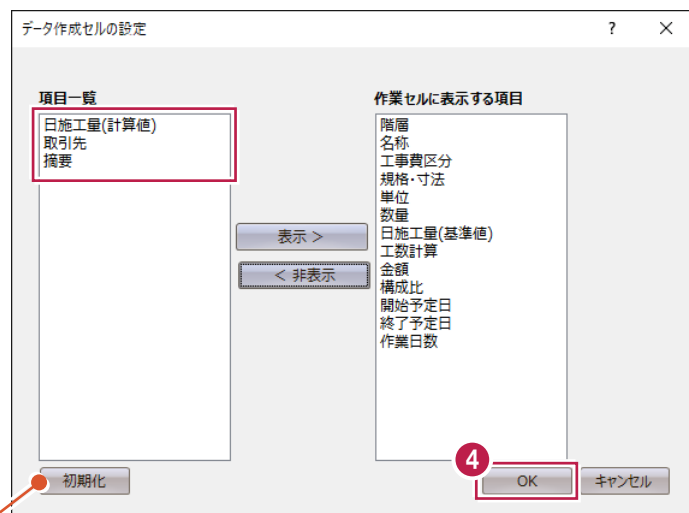 データ作成セルの設定
?
×
項目一覧
作業セルに表示する項目
日施工量(計算値)
取引先
摘要
階層
名称
工事費区分
規格・寸法
単位
数量
日施工量(基準値)
工数計算
金額
構成比
開始予定日
終了予定日
作業日数
表示 >
< 非表示
4
初期化
OK
キャンセル